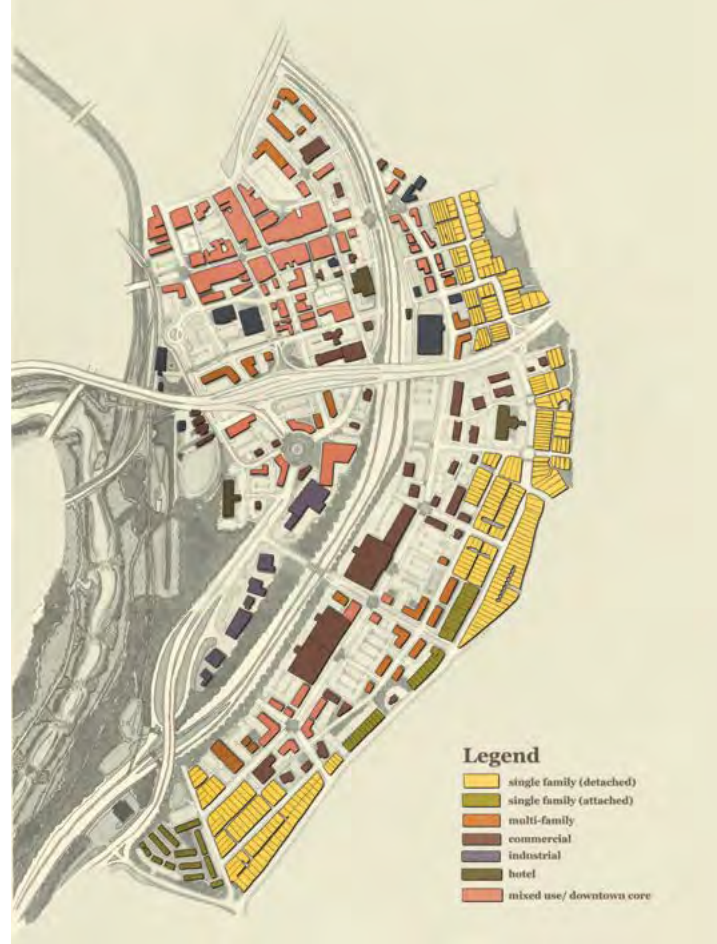 Legend
single family (detached)
single family (attached)
multi-family
commercial
industrial
hotel
mixed use/ downtown core